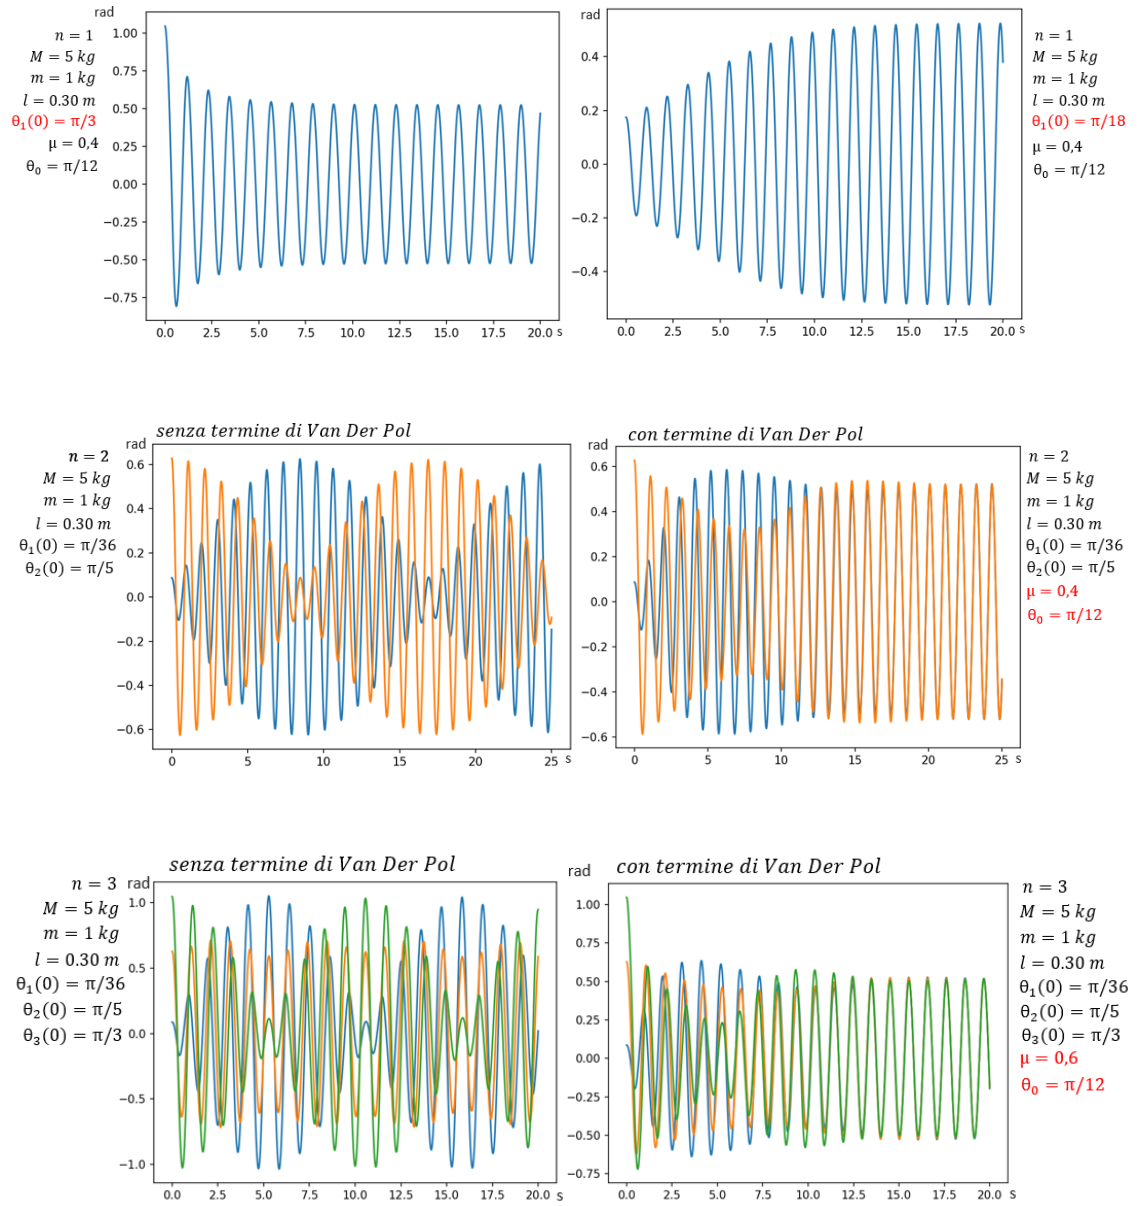 rad
n = 1
M = 5 kg
m = 1 kg
l = 0.30 m
θ₁(0) = π/3
μ = 0,4
θ₀ = π/12
1.00
0.75
0.50
0.25
0.00
−0.25
−0.50
−0.75
0.0 2.5 5.0 7.5 10.0 12.5 15.0 17.5 20.0 s
rad
0.4
0.2
0.0
−0.2
−0.4
0.0 2.5 5.0 7.5 10.0 12.5 15.0 17.5 20.0 s
n = 1
M = 5 kg
m = 1 kg
l = 0.30 m
θ₁(0) = π/18
μ = 0,4
θ₀ = π/12
senza termine di Van Der Pol
rad
n = 2
M = 5 kg
m = 1 kg
l = 0.30 m
θ₁(0) = π/36
θ₂(0) = π/5
0.6
0.4
0.2
0.0
−0.2
−0.4
−0.6
0 5 10 15 20 25 s
con termine di Van Der Pol
rad
0.6
0.4
0.2
0.0
−0.2
−0.4
−0.6
0 5 10 15 20 25 s
n = 2
M = 5 kg
m = 1 kg
l = 0.30 m
θ₁(0) = π/36
θ₂(0) = π/5
μ = 0,4
θ₀ = π/12
senza termine di Van Der Pol
rad
n = 3
M = 5 kg
m = 1 kg
l = 0.30 m
θ₁(0) = π/36
θ₂(0) = π/5
θ₃(0) = π/3
1.0
0.5
0.0
−0.5
−1.0
0.0 2.5 5.0 7.5 10.0 12.5 15.0 17.5 20.0 s
con termine di Van Der Pol
rad
1.00
0.75
0.50
0.25
0.00
−0.25
−0.50
−0.75
0.0 2.5 5.0 7.5 10.0 12.5 15.0 17.5 20.0 s
n = 3
M = 5 kg
m = 1 kg
l = 0.30 m
θ₁(0) = π/36
θ₂(0) = π/5
θ₃(0) = π/3
μ = 0,6
θ₀ = π/12